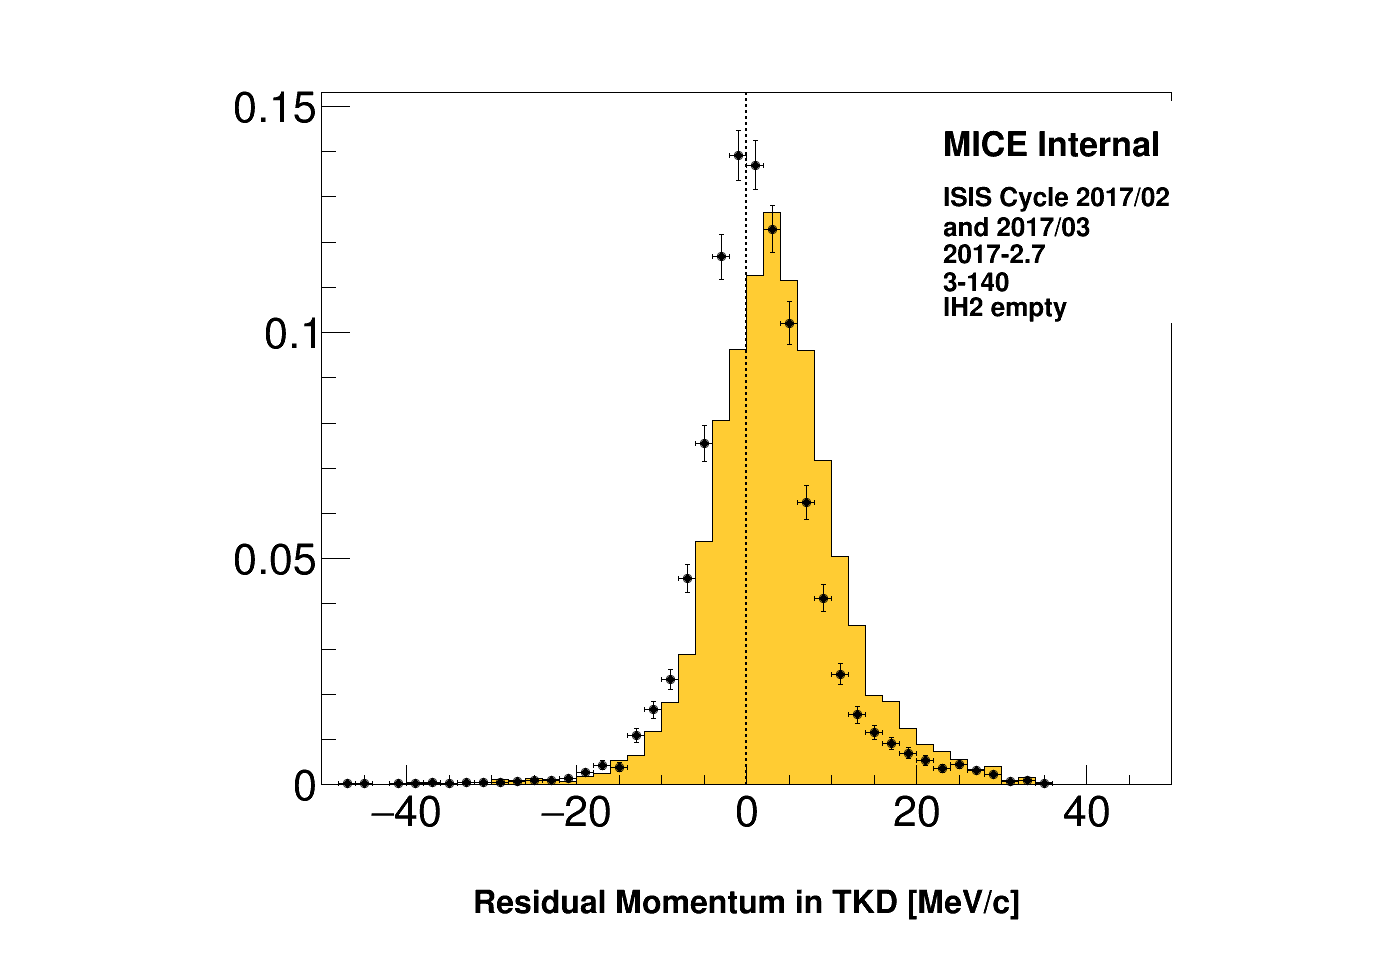 0.15
MICE Internal
ISIS Cycle 2017/02
and 2017/03
2017-2.7
3-140
IH2 empty
0.1
0.05
0
−40 −20 0 20 40
Residual Momentum in TKD [MeV/c]